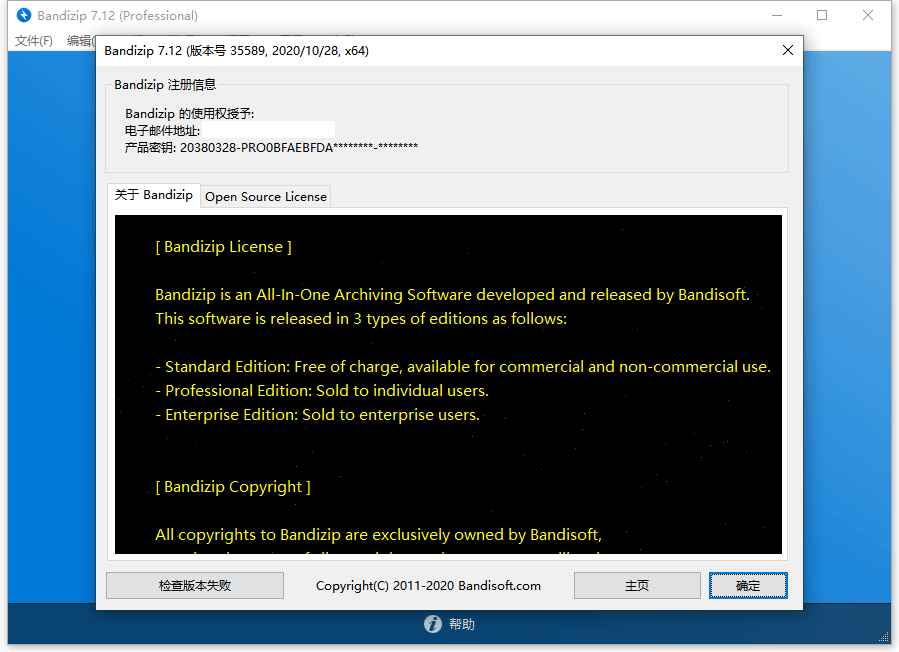 Bandizip 7.12 (Professional)
文件(F) 编辑(
Bandizip 7.12 (版本号 35589, 2020/10/28, x64)
Bandizip 注册信息
Bandizip 的使用权授予:
电子邮件地址:
产品密钥: 20380328-PRO0BFAEBFDA********-********
关于 Bandizip Open Source License
[ Bandizip License ]
Bandizip is an All-In-One Archiving Software developed and released by Bandisoft.
This software is released in 3 types of editions as follows:
- Standard Edition: Free of charge, available for commercial and non-commercial use.
- Professional Edition: Sold to individual users.
- Enterprise Edition: Sold to enterprise users.
[ Bandizip Copyright ]
All copyrights to Bandizip are exclusively owned by Bandisoft,
检查版本失败 Copyright(C) 2011-2020 Bandisoft.com 主页 确定
帮助